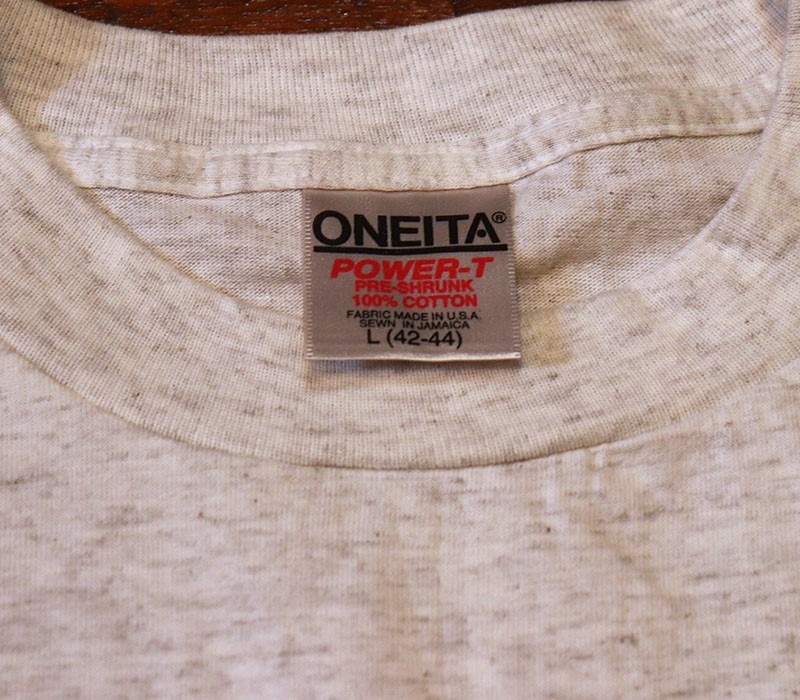 ONEITA®
POWER-T
PRE-SHRUNK
100% COTTON
FABRIC MADE IN U.S.A.
SEWN IN JAMAICA
L (42-44)